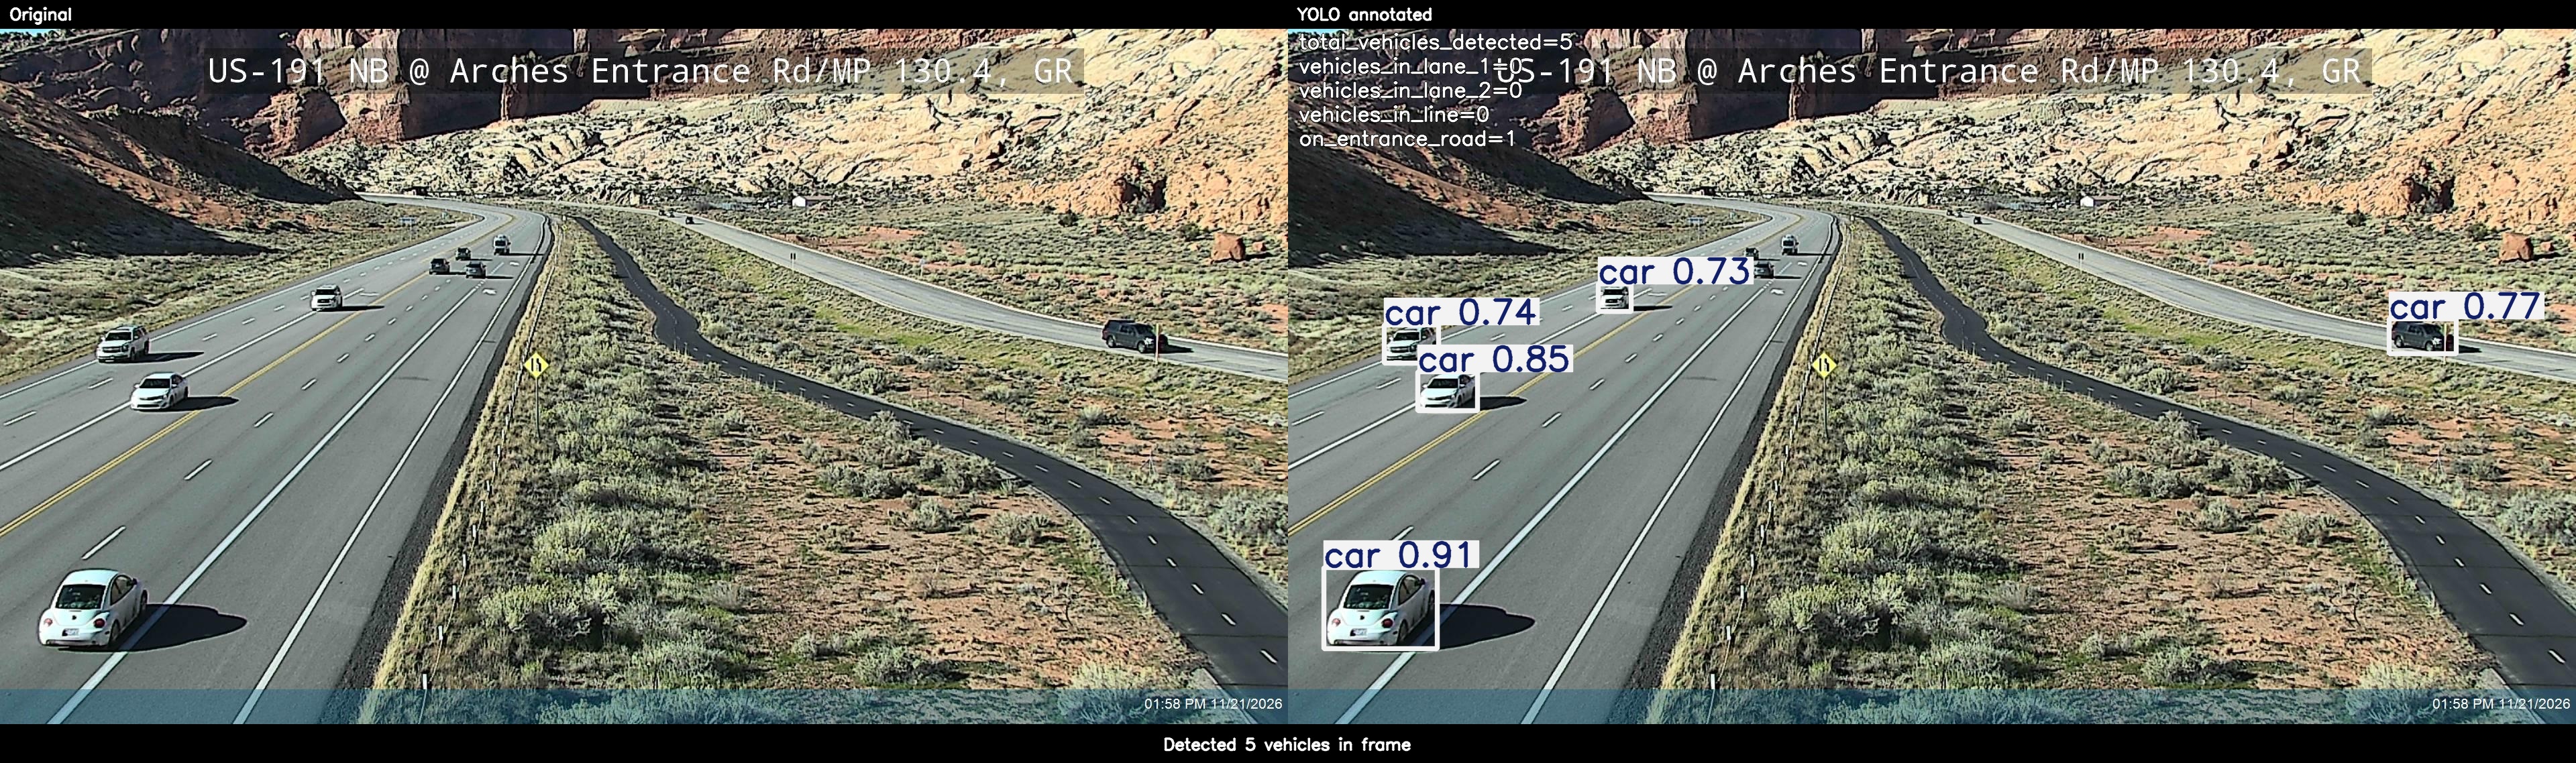 Original
US-191 NB @ Arches Entrance Rd/MP 130.4, GR
01:58 PM 11/21/2026
YOLO annotated
total_vehicles_detected=5
vehicles_in_lane_1=0
US-191 NB @ Arches Entrance Rd/MP 130.4, GR
vehicles_in_lane_2=0
vehicles_in_line=0
on_entrance_road=1
car 0.73
car 0.74
car 0.77
car 0.85
car 0.91
01:58 PM 11/21/2026
Detected 5 vehicles in frame